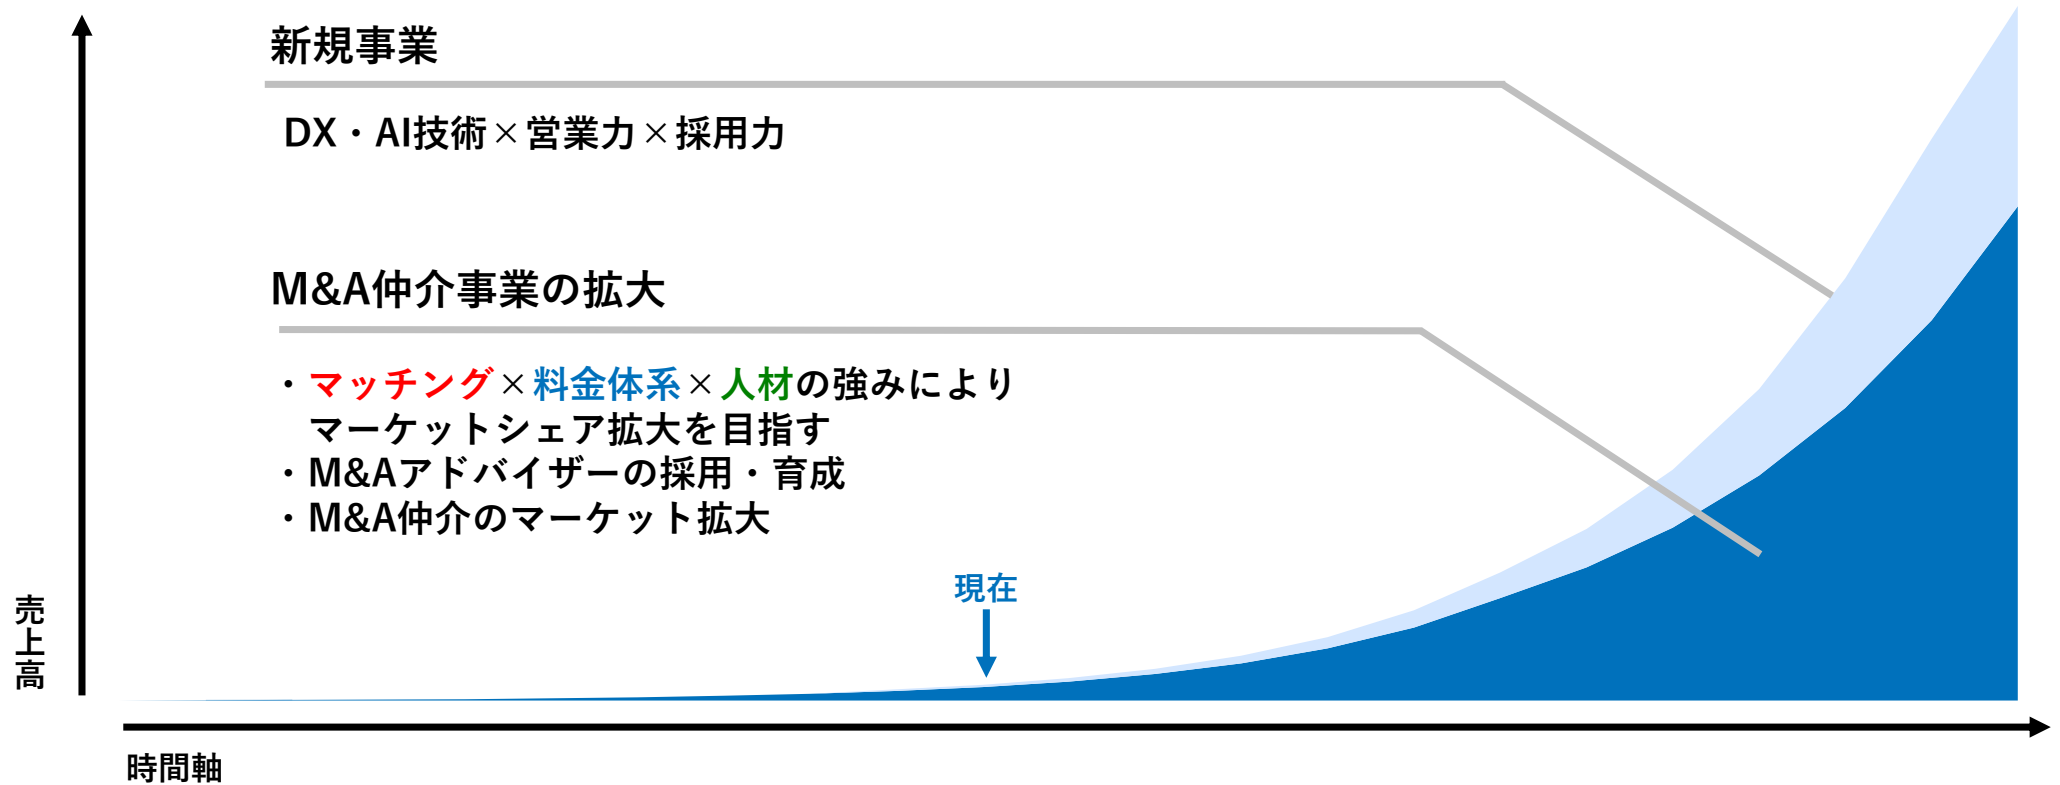 新規事業
DX・AI技術×営業力×採用力
M&A仲介事業の拡大
・マッチング×料金体系×人材の強みにより
マーケットシェア拡大を目指す
・M&Aアドバイザーの採用・育成
・M&A仲介のマーケット拡大
現在
売上高
時間軸